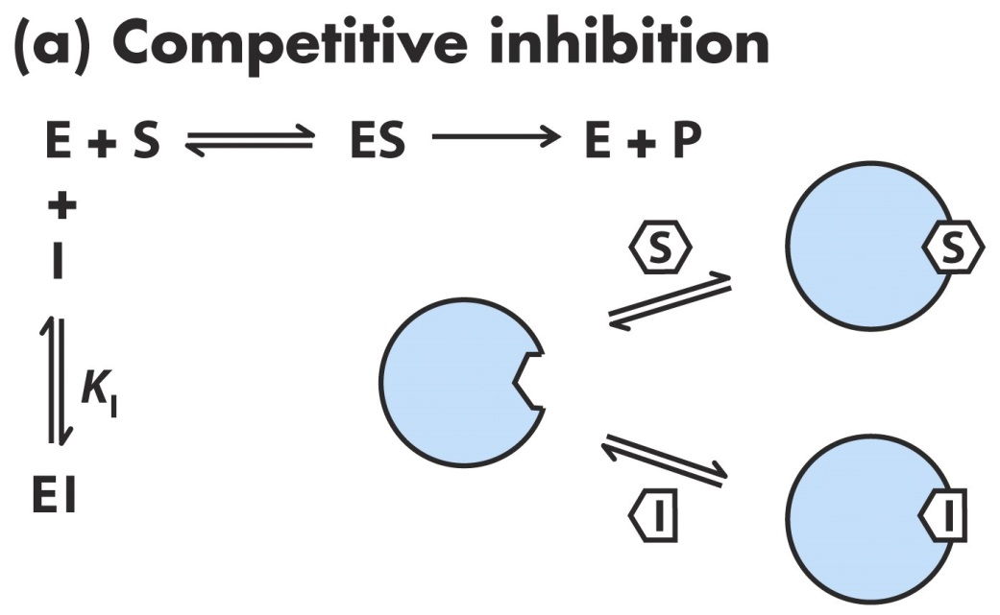 (a) Competitive inhibition
E + S ⇌ ES ⟶ E + P
+
I
K_I
EI
S
S
I
I